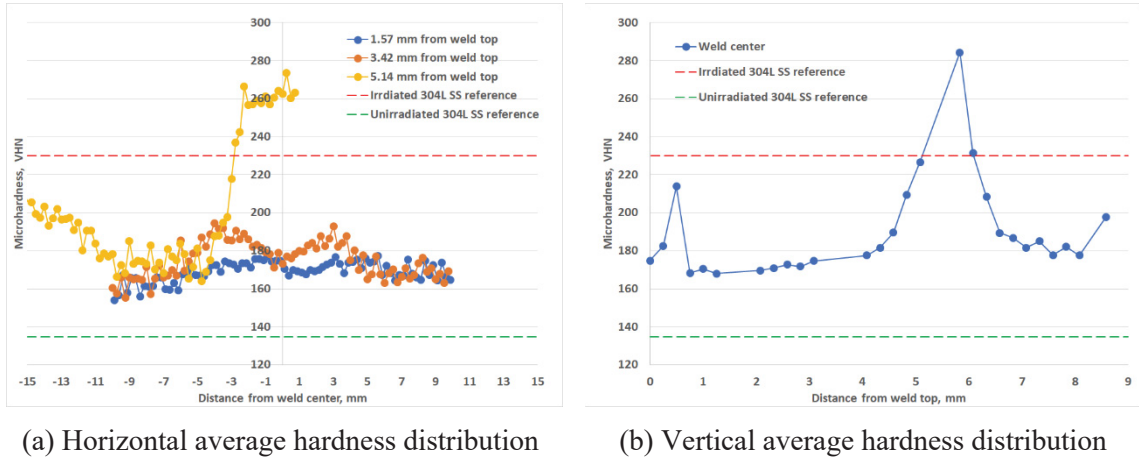 300
280
260
240
220
200
180
160
140
120
Microhardness, VHN
1.57 mm from weld top
3.42 mm from weld top
5.14 mm from weld top
Irrdiated 304L SS reference
Unirradiated 304L SS reference
-15 -13 -11 -9 -7 -5 -3 -1 1 3 5 7 9 11 13 15
Distance from weld center, mm
(a) Horizontal average hardness distribution
300
280
260
240
220
200
180
160
140
120
Microhardness, VHN
Weld center
Irrdiated 304L SS reference
Unirradiated 304L SS reference
0 1 2 3 4 5 6 7 8 9
Distance from weld top, mm
(b) Vertical average hardness distribution